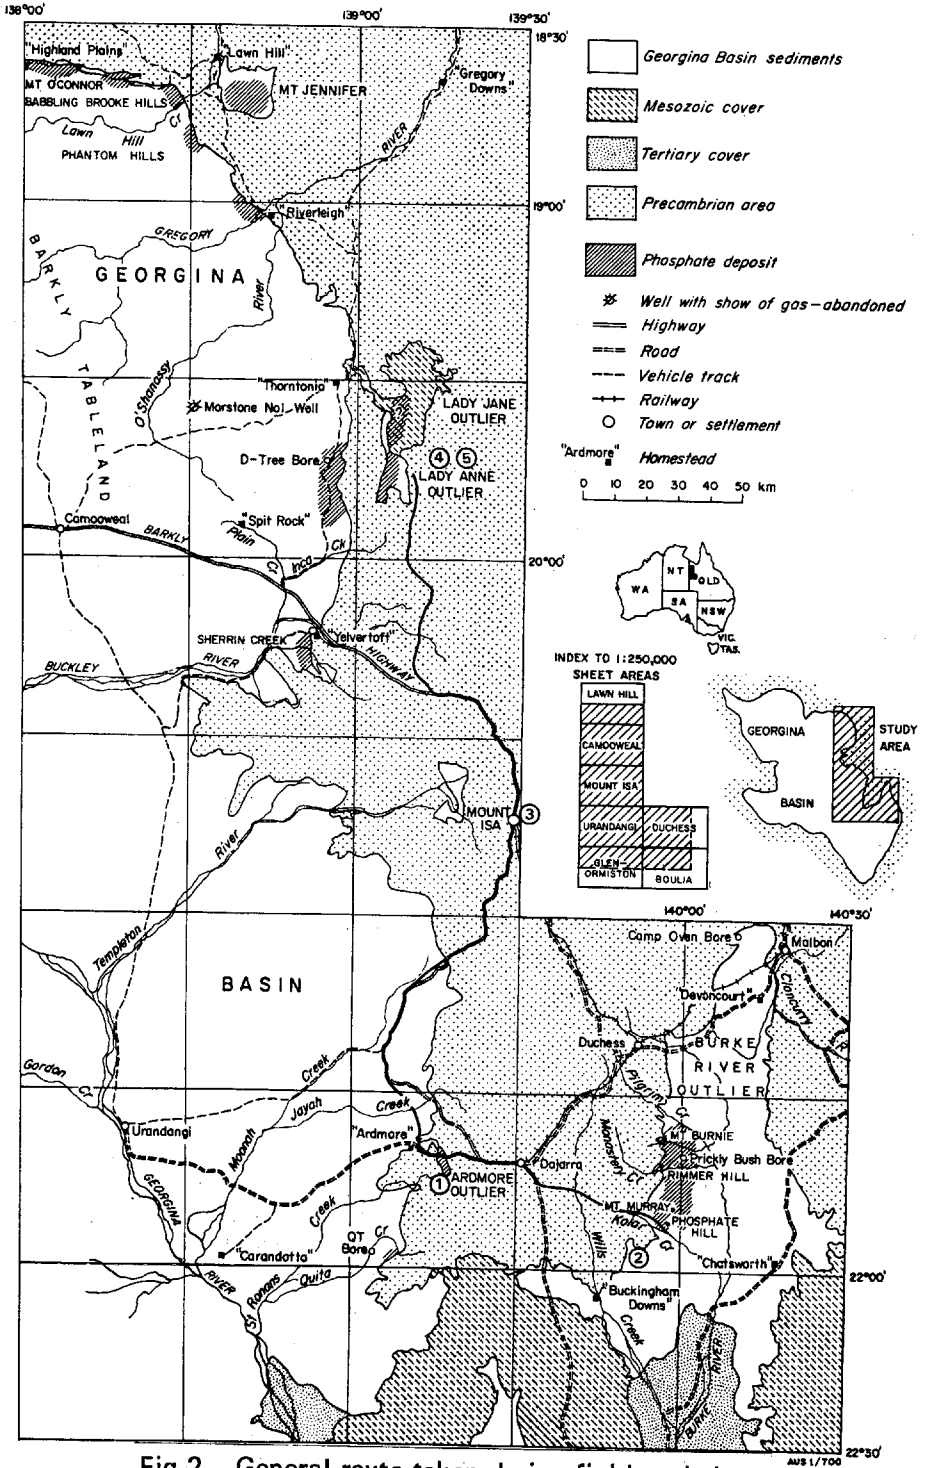 138°00'
139°00'
139°30'
18°30'
"Highland Plains"
"Lawn Hill"
"Gregory
Downs"
MT O'CONNOR
MT JENNIFER
BABBLING BROOKE HILLS
Lawn Hill Cr
PHANTOM HILLS
RIVER
19°00'
"Riverleigh"
GREGORY
BARKLY
TABLELAND
GEORGINA
River
O'Shanassy
"Thorntonia"
Morstone No1 Well
LADY JANE
OUTLIER
D-Tree Bore
4 5
LADY ANNE
OUTLIER
"Spit Rock"
Camooweal
BARKLY
Plain Cr
Inca Ck
20°00'
SHERRIN CREEK
"Yelvertoft"
HIGHWAY
BUCKLEY
RIVER
MOUNT
ISA
3
River
Templeton
BASIN
140°00'
140°30'
Camp Oven Bore
Malbon
"Devoncourt"
Cloncurry
R
Duchess
BURKE
RIVER
OUTLIER
Pilgrim
Cr
Gordon
Cr
Creek
Jayah
Creek
Moonah
"Ardmore"
Urandangi
MT BURNIE
Prickly Bush Bore
RIMMER HILL
Monastery
Cr
Dajarra
1
ARDMORE
OUTLIER
MT MURRAY
PHOSPHATE
HILL
Kolar
Cr
GEORGINA
Creek
QT
Bore
Cr
Wills
2
"Chatsworth"
"Carandotta"
RIVER
Quita
St Ronans
22°00'
"Buckingham
Downs"
Creek
RIVER
BURKE
22°30'
AUS 1/700
Georgina Basin sediments
Mesozoic cover
Tertiary cover
Precambrian area
Phosphate deposit
Well with show of gas-abandoned
Highway
Road
Vehicle track
Railway
Town or settlement
"Ardmore"
Homestead
0 10 20 30 40 50 km
WA
NT
QLD
SA
NSW
VIC.
TAS.
INDEX TO 1:250,000
SHEET AREAS
LAWN HILL
CAMOOWEAL
MOUNT ISA
URANDANGI
DUCHESS
GLEN-
ORMISTON
BOULIA
GEORGINA
BASIN
STUDY
AREA
Fig 2. General route taken during field